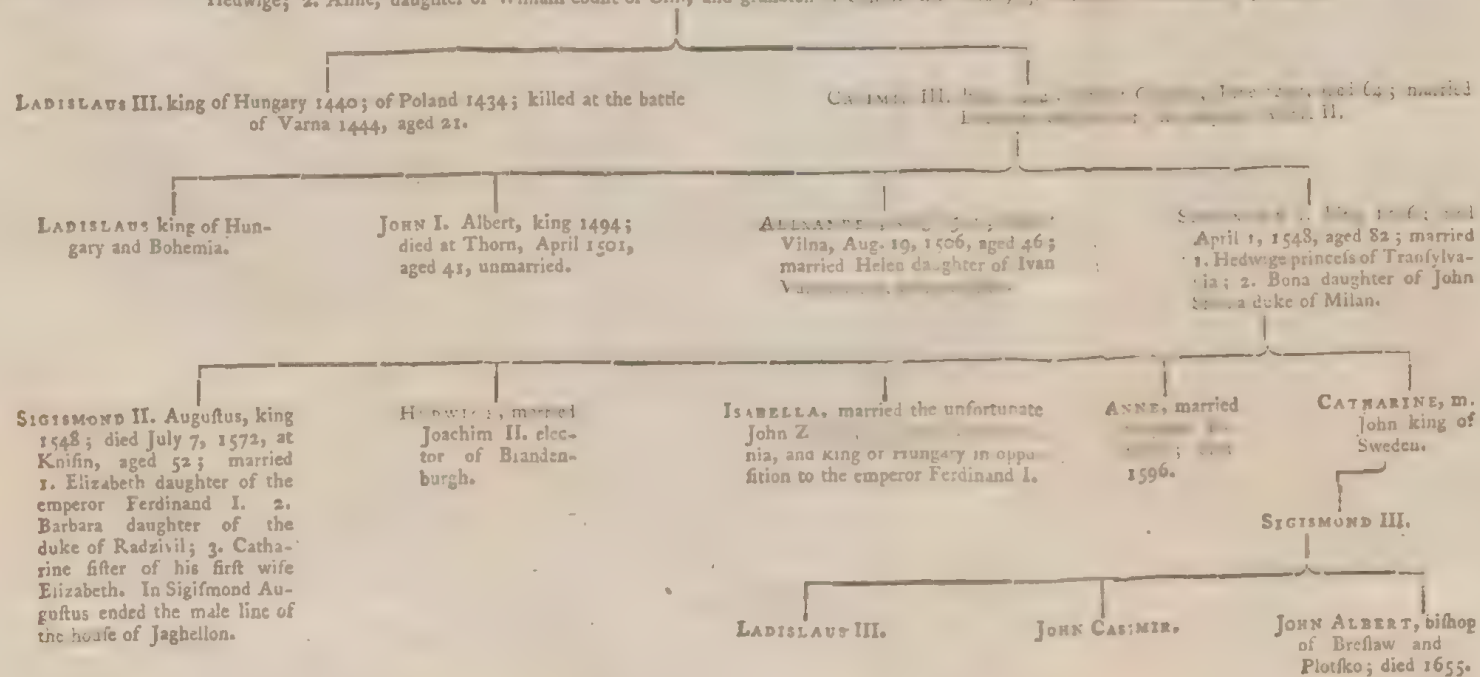 Hedwige; 2. Anne, daughter of William count of
LADISLAUS III. king of Hungary 1440; of Poland 1434; killed at the battle
of Varna 1444, aged 21.
CASIMIR III. married
II.
LADISLAUS king of Hun-
gary and Bohemia.
JOHN I. Albert, king 1494;
died at Thorn, April 1501,
aged 41, unmarried.
Vilna, Aug. 19, 1506, aged 46;
married Helen daughter of Ivan
April 1, 1548, aged 82; married
1. Hedwige princeſs of Tranſylva-
nia; 2. Bona daughter of John
a duke of Milan.
SIGISMOND II. Auguſtus, king
1548; died July 7, 1572, at
Kniſin, aged 52; married
1. Elizabeth daughter of the
emperor Ferdinand I. 2.
Barbara daughter of the
duke of Radzivil; 3. Catha-
rine ſiſter of his firſt wife
Elizabeth. In Sigiſmond Au-
guſtus ended the male line of
the houſe of Jaghellon.
HEDWIGE, married
Joachim II. elec-
tor of Branden-
burgh.
ISABELLA, married the unfortunate
John Z
nia, and king of Hungary in oppo
ſition to the emperor Ferdinand I.
ANNE, married
1596.
CATHARINE, m.
John king of
Sweden.
SIGISMOND III.
LADISLAUS III.
JOHN CASIMIR.
JOHN ALBERT, biſhop
of Breſlaw and
Plotſko; died 1655.